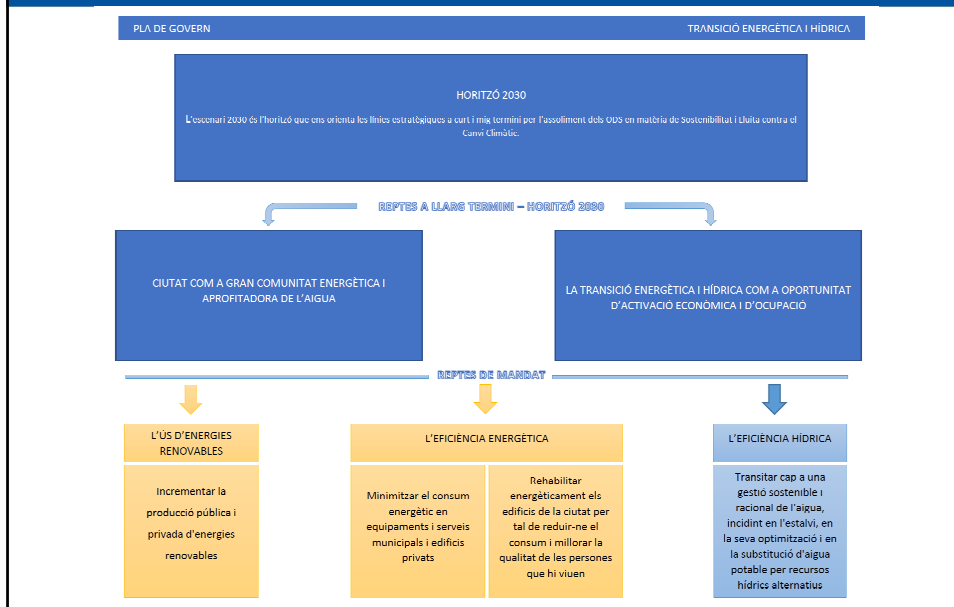 PLA DE GOVERN
TRANSICIÓ ENERGÈTICA I HÍDRICA
HORITZÓ 2030
L'escenari 2030 és l'horitzó que ens orienta les línies estratègiques a curt i mig termini per l'assoliment dels ODS en matèria de Sostenibilitat i Lluita contra el
Canvi Climàtic.
REPTES A LLARG TERMINI – HORITZÓ 2030
CIUTAT COM A GRAN COMUNITAT ENERGÈTICA I
APROFITADORA DE L'AIGUA
LA TRANSICIÓ ENERGÈTICA I HÍDRICA COM A OPORTUNITAT
D'ACTIVACIÓ ECONÒMICA I D'OCUPACIÓ
REPTES DE MANDAT
L'ÚS D'ENERGIES
RENOVABLES
Incrementar la
producció pública i
privada d'energies
renovables
L'EFICIÈNCIA ENERGÈTICA
Minimitzar el consum
energètic en
equipaments i serveis
municipals i edificis
privats
Rehabilitar
energèticament els
edificis de la ciutat per
tal de reduir-ne el
consum i millorar la
qualitat de les persones
que hi viuen
L'EFICIÈNCIA HÍDRICA
Transitar cap a una
gestió sostenible i
racional de l'aigua,
incidint en l'estalvi, en
la seva optimització i en
la substitució d'aigua
potable per recursos
hídrics alternatius